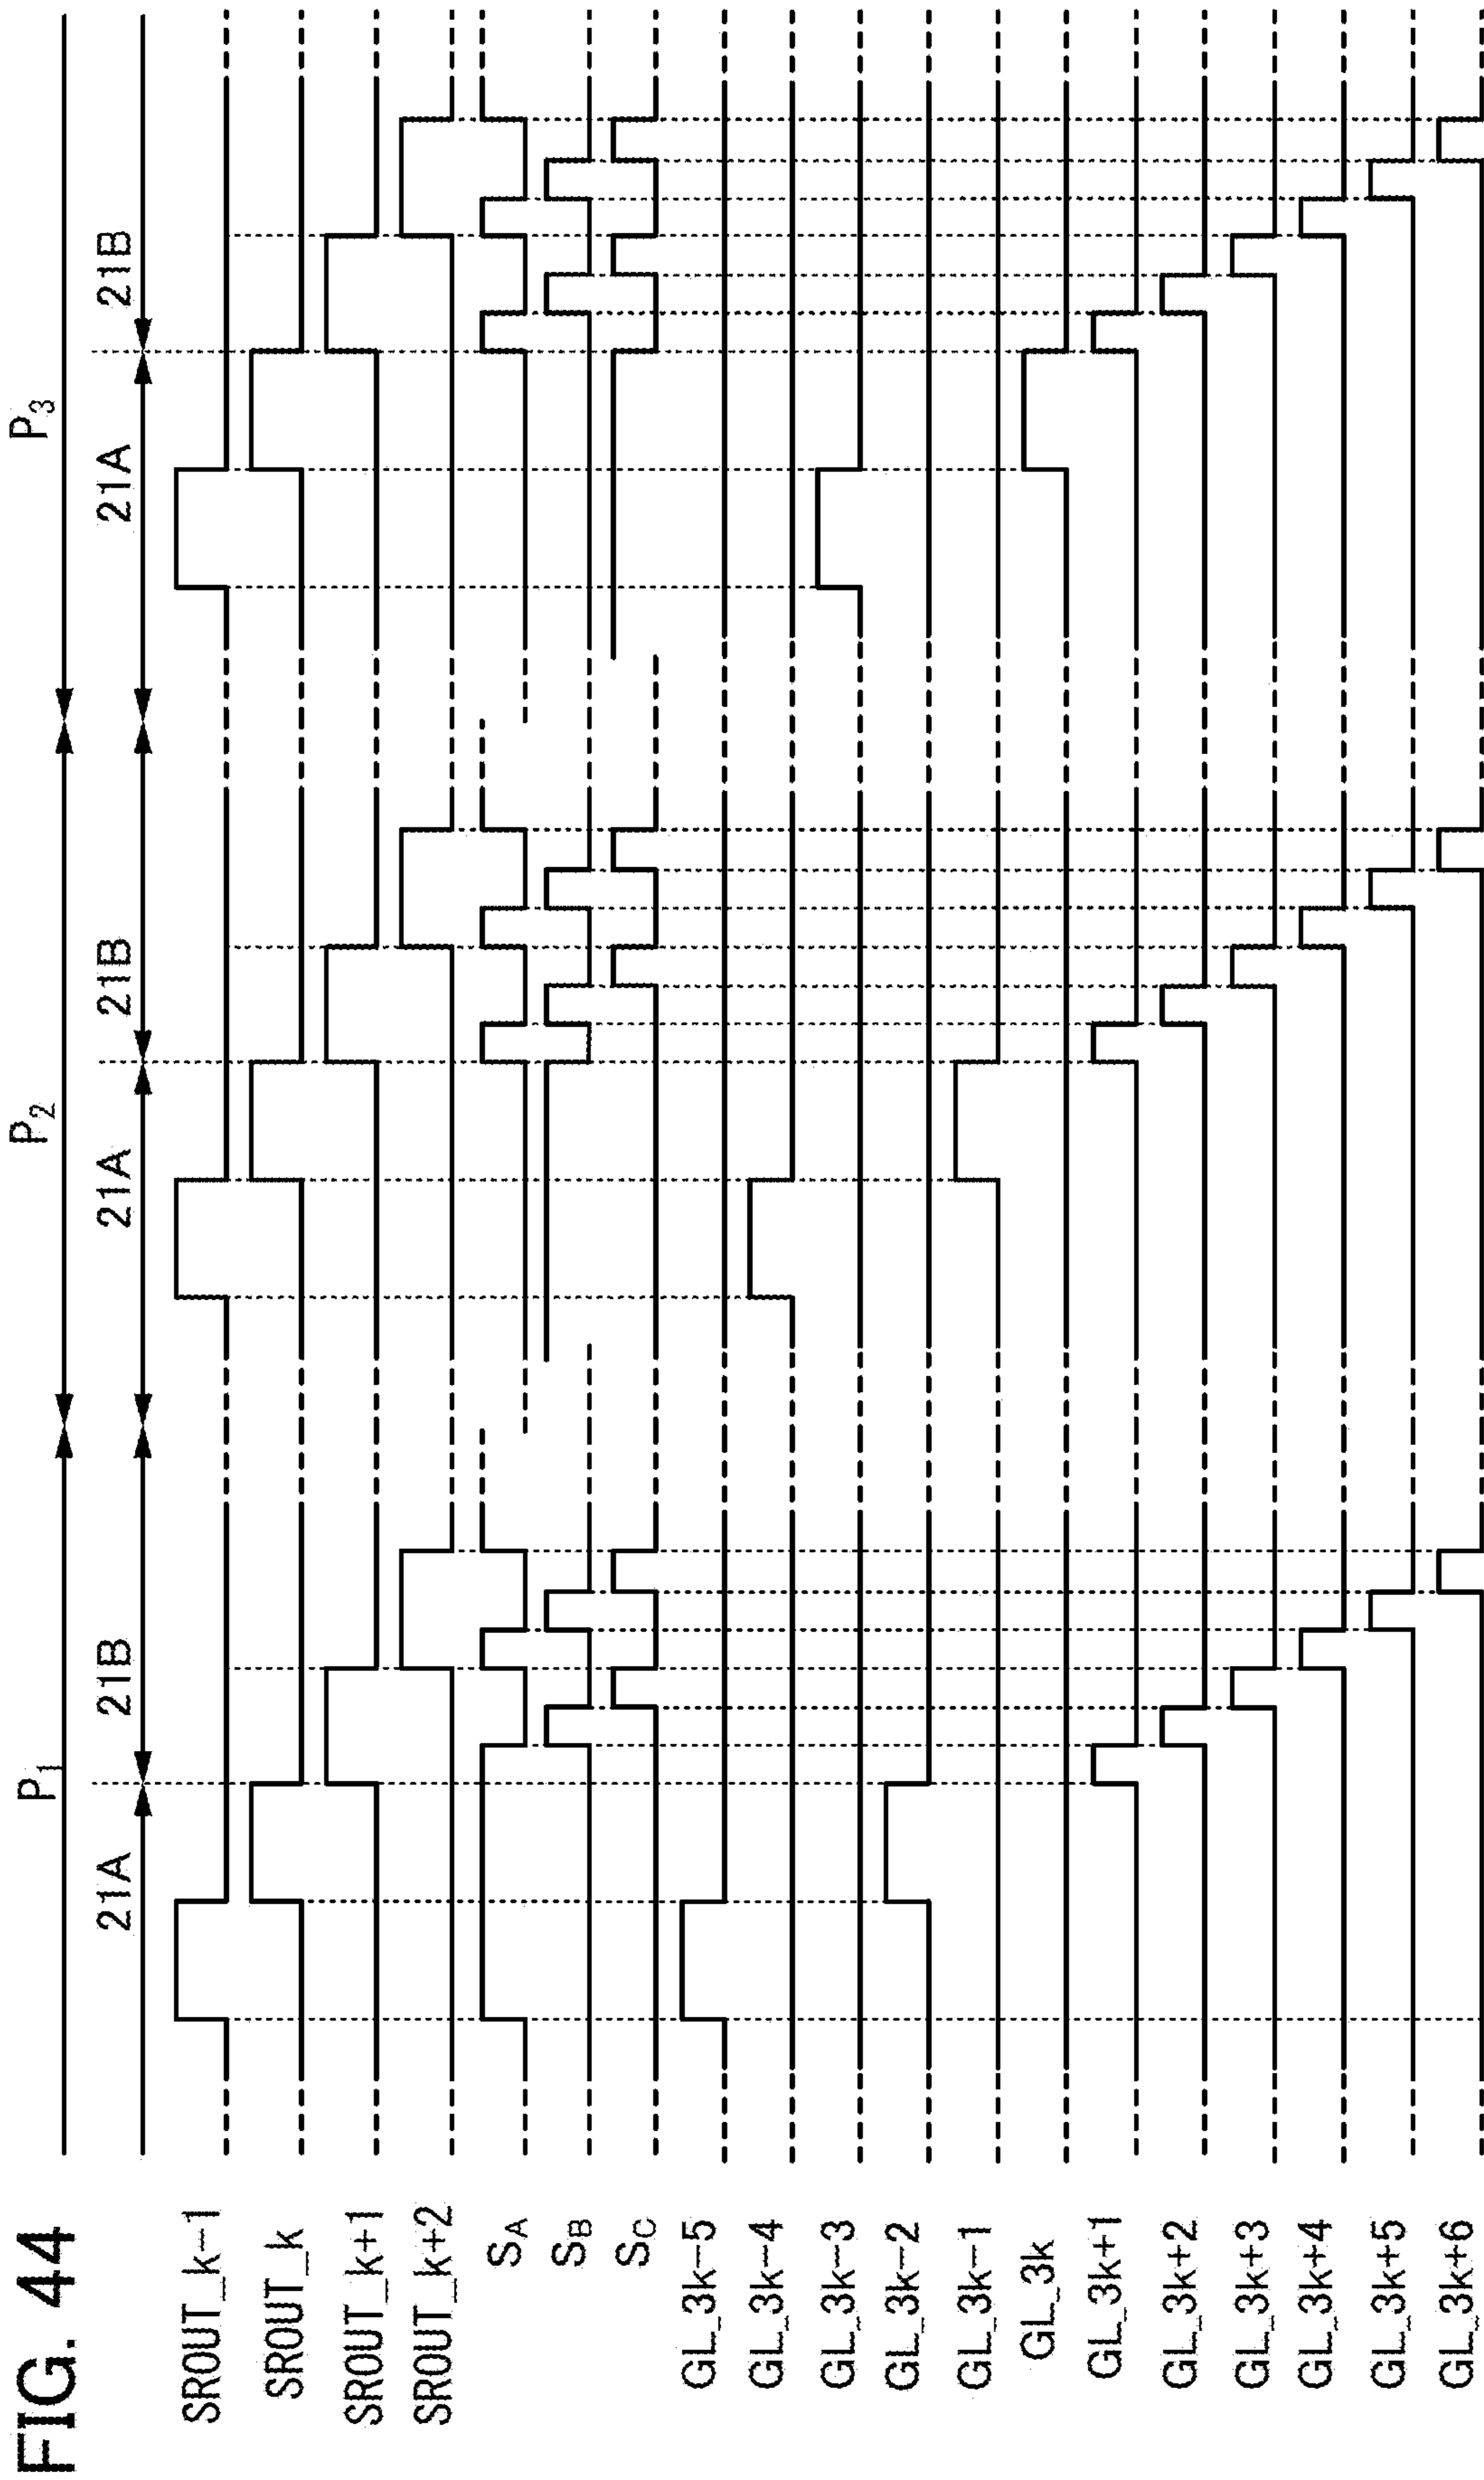 FIG. 44
P1 P2 P3
21A 21B 21A 21B 21A 21B
SROUT_k−1
SROUT_k
SROUT_k+1
SROUT_k+2
SA
SB
SC
GL_3k−5
GL_3k−4
GL_3k−3
GL_3k−2
GL_3k−1
GL_3k
GL_3k+1
GL_3k+2
GL_3k+3
GL_3k+4
GL_3k+5
GL_3k+6